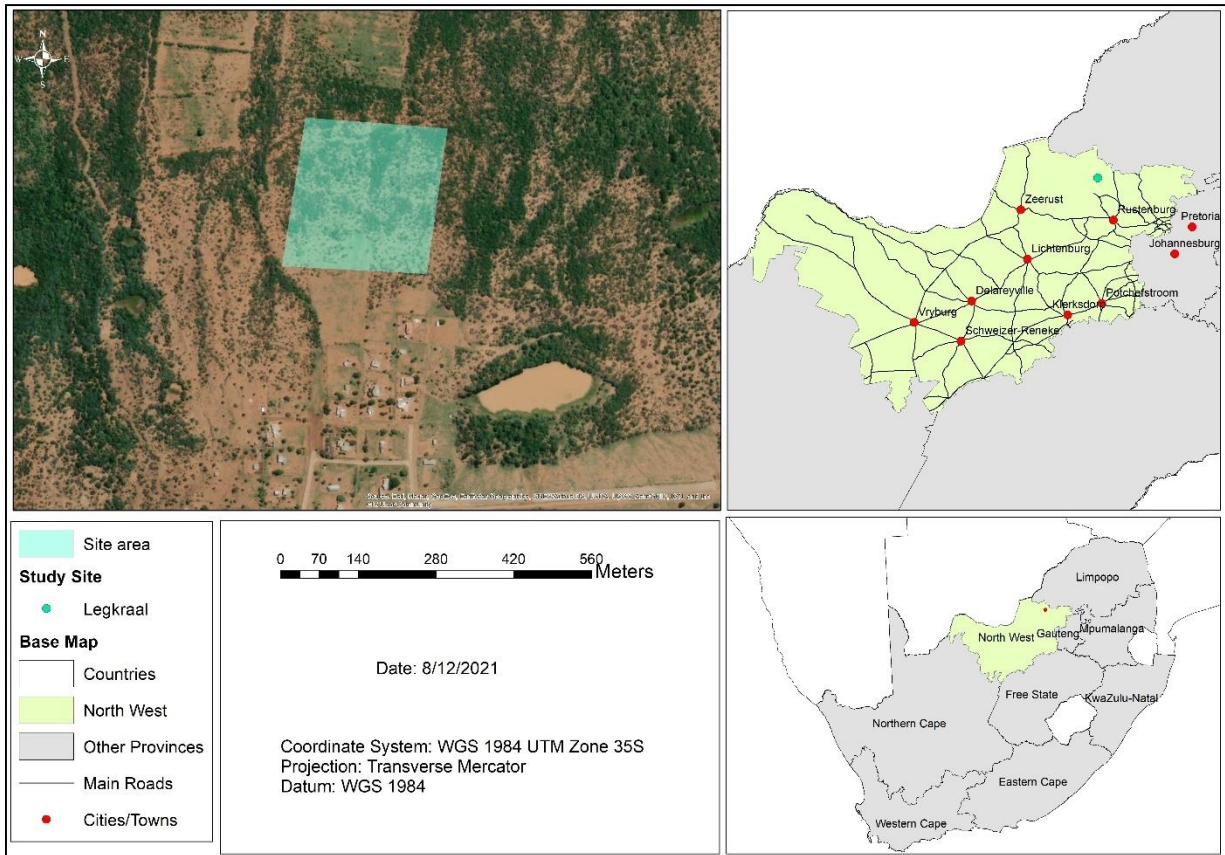 N
W
E
S
Zeerust
Rustenburg
Pretoria
Johannesburg
Lichtenburg
Delareyville
Potchefstroom
Klerksdorp
Vryburg
Schweizer-Reneke
Site area
Study Site
Legkraal
Base Map
Countries
North West
Other Provinces
Main Roads
Cities/Towns
0 70 140 280 420 560
Meters
Date: 8/12/2021
Coordinate System: WGS 1984 UTM Zone 35S
Projection: Transverse Mercator
Datum: WGS 1984
Limpopo
North West
Gauteng
Mpumalanga
Free State
KwaZulu-Natal
Northern Cape
Eastern Cape
Western Cape